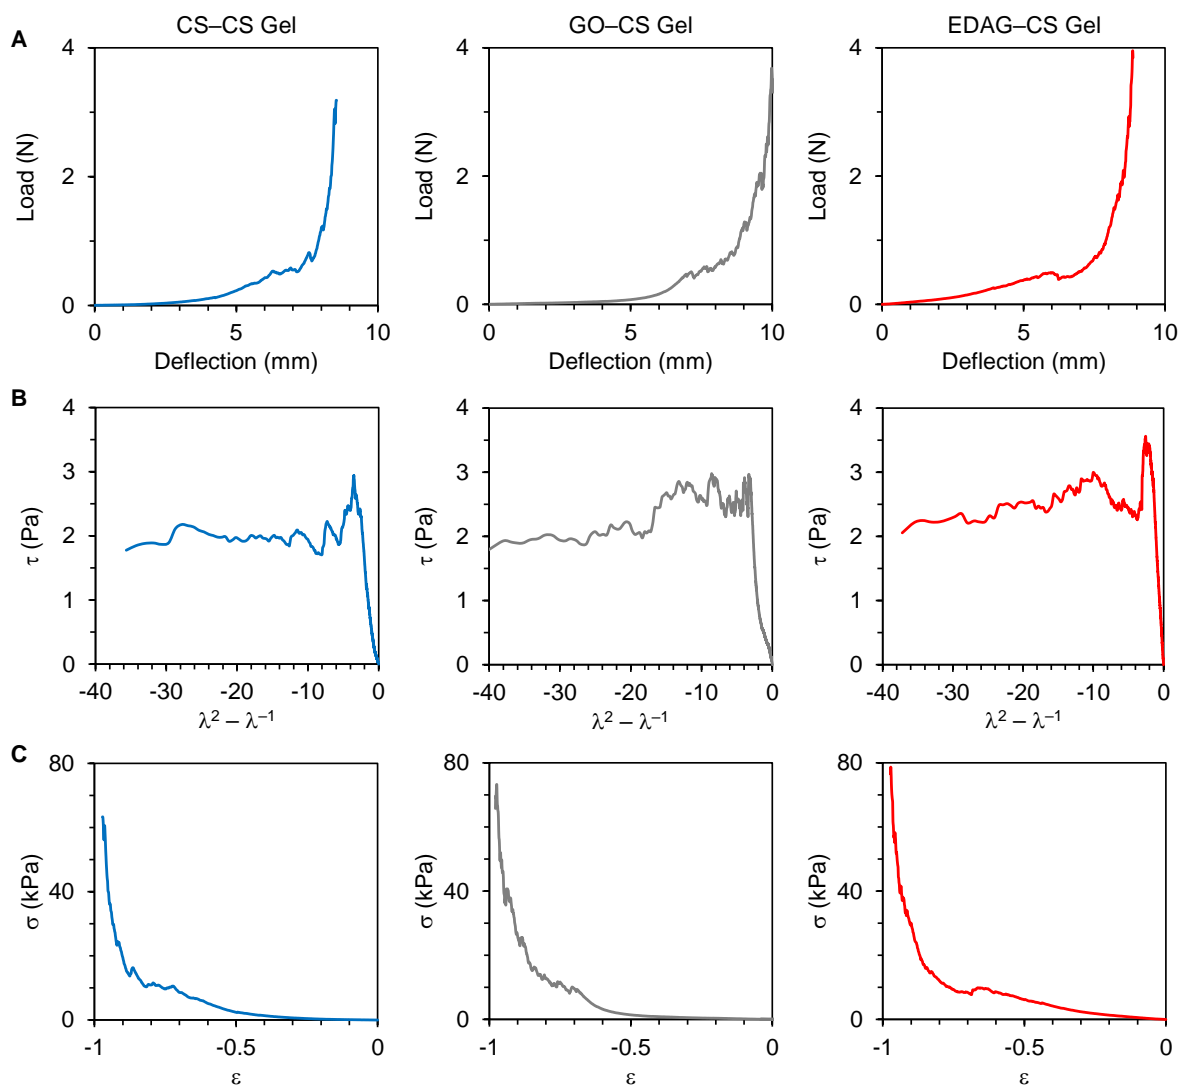 CS–CS Gel GO–CS Gel EDAG–CS Gel
A
4 4 4
2 2 2
0 0 0
Load (N) Load (N) Load (N)
0 5 10 0 5 10 0 5 10
Deflection (mm) Deflection (mm) Deflection (mm)
B
4 4 4
3 3 3
2 2 2
1 1 1
0 0 0
τ (Pa) τ (Pa) τ (Pa)
-40 -30 -20 -10 0 -40 -30 -20 -10 0 -40 -30 -20 -10 0
λ² – λ⁻¹ λ² – λ⁻¹ λ² – λ⁻¹
C
80 80 80
40 40 40
0 0 0
σ (kPa) σ (kPa) σ (kPa)
-1 -0.5 0 -1 -0.5 0 -1 -0.5 0
ε ε ε